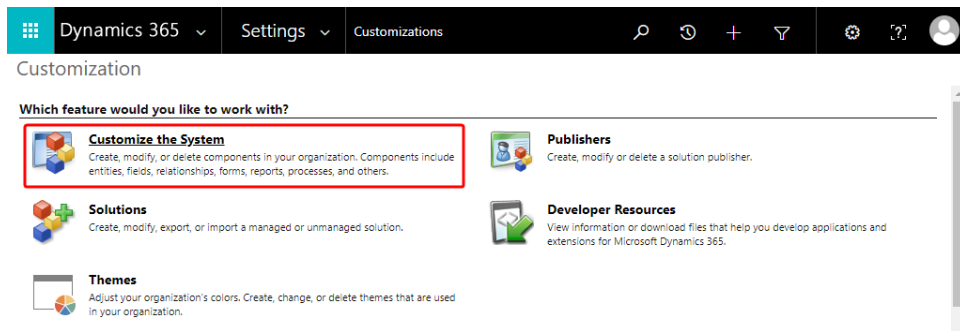 Dynamics 365 Settings Customizations
Customization
Which feature would you like to work with?
Customize the System
Create, modify, or delete components in your organization. Components include
entities, fields, relationships, forms, reports, processes, and others.
Publishers
Create, modify or delete a solution publisher.
Solutions
Create, modify, export, or import a managed or unmanaged solution.
Developer Resources
View information or download files that help you develop applications and
extensions for Microsoft Dynamics 365.
Themes
Adjust your organization's colors. Create, change, or delete themes that are used
in your organization.